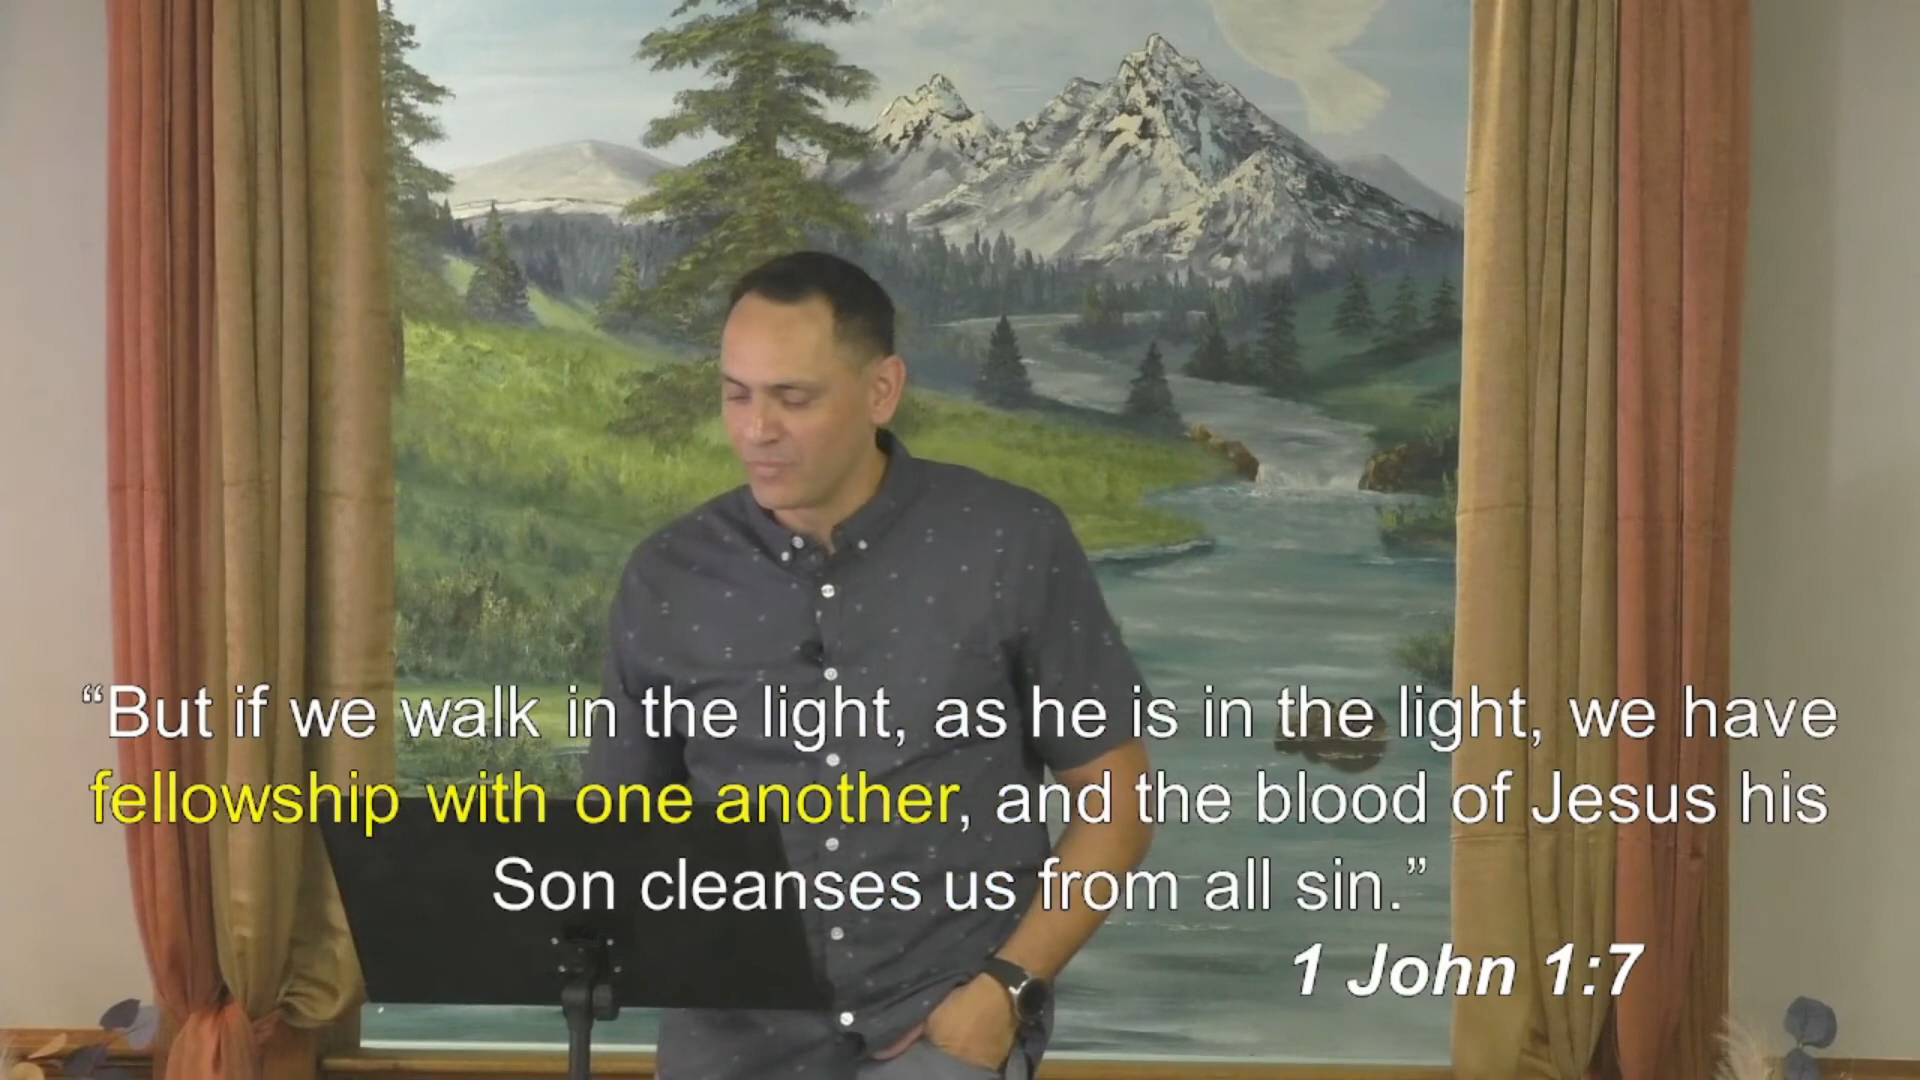 “But if we walk in the light, as he is in the light, we have
fellowship with one another, and the blood of Jesus his
Son cleanses us from all sin.”
1 John 1:7